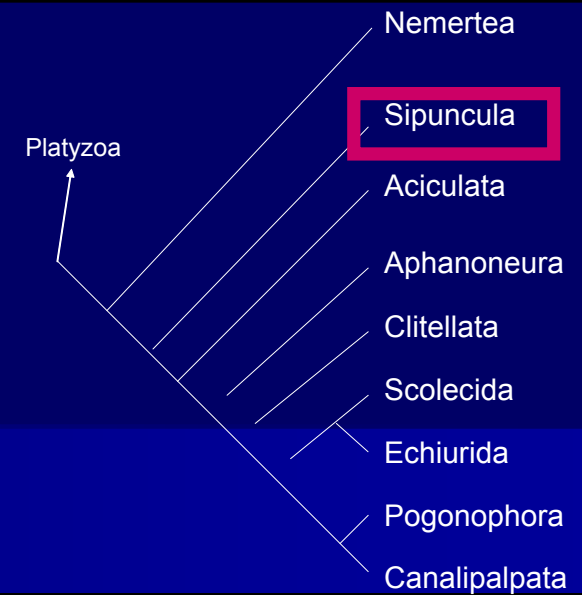 Nemertea
Sipuncula
Platyzoa
Aciculata
Aphanoneura
Clitellata
Scolecida
Echiurida
Pogonophora
Canalipalpata